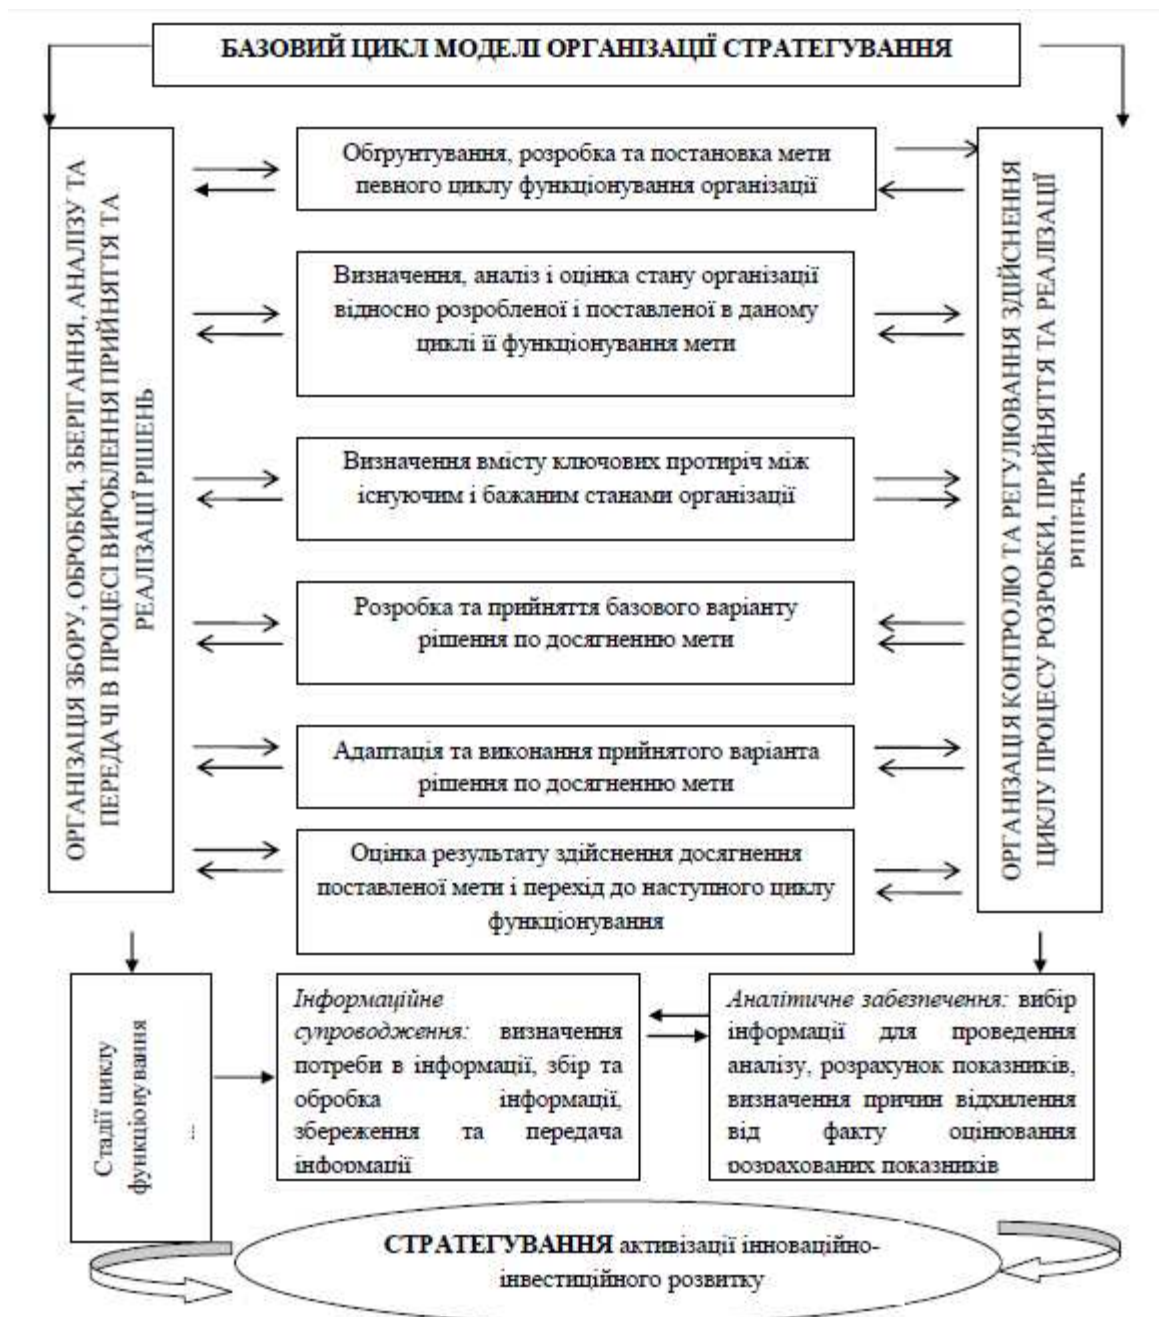 БАЗОВИЙ ЦИКЛ МОДЕЛІ ОРГАНІЗАЦІЇ СТРАТЕГУВАННЯ
ОРГАНІЗАЦІЯ ЗБОРУ, ОБРОБКИ, ЗБЕРІГАННЯ, АНАЛІЗУ ТА
ПЕРЕДАЧІ В ПРОЦЕСІ ВИРОБЛЕННЯ ПРИЙНЯТТЯ ТА
РЕАЛІЗАЦІЇ РІШЕНЬ
Обґрунтування, розробка та постановка мети
певного циклу функціонування організації
Визначення, аналіз і оцінка стану організації
відносно розробленої і поставленої в даному
циклі її функціонування мети
Визначення вмісту ключових протиріч між
існуючим і бажаним станами організації
Розробка та прийняття базового варіанту
рішення по досягненню мети
Адаптація та виконання прийнятого варіанта
рішення по досягненню мети
Оцінка результату здійснення досягнення
поставленої мети і перехід до наступного циклу
функціонування
ОРГАНІЗАЦІЯ КОНТРОЛЮ ТА РЕГУЛЮВАННЯ ЗДІЙСНЕННЯ
ЦИКЛУ ПРОЦЕСУ РОЗРОБКИ, ПРИЙНЯТТЯ ТА РЕАЛІЗАЦІЇ
РІШЕНЬ
Стадії циклу
функціонування
Інформаційне
супроводження: визначення
потреби в інформації, збір та
обробка інформації,
збереження та передача
інформації
Аналітичне забезпечення: вибір
інформації для проведення
аналізу, розрахунок показників,
визначення причин відхилення
від факту оцінювання
розрахованих показників
СТРАТЕГУВАННЯ активізації інноваційно-
інвестиційного розвитку